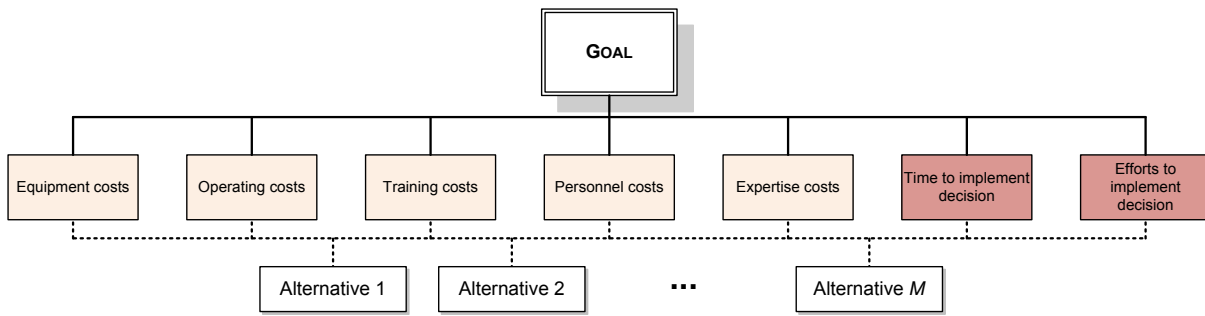 GOAL
Equipment costs
Operating costs
Training costs
Personnel costs
Expertise costs
Time to implement
decision
Efforts to
implement
decision
Alternative 1
Alternative 2
...
Alternative M